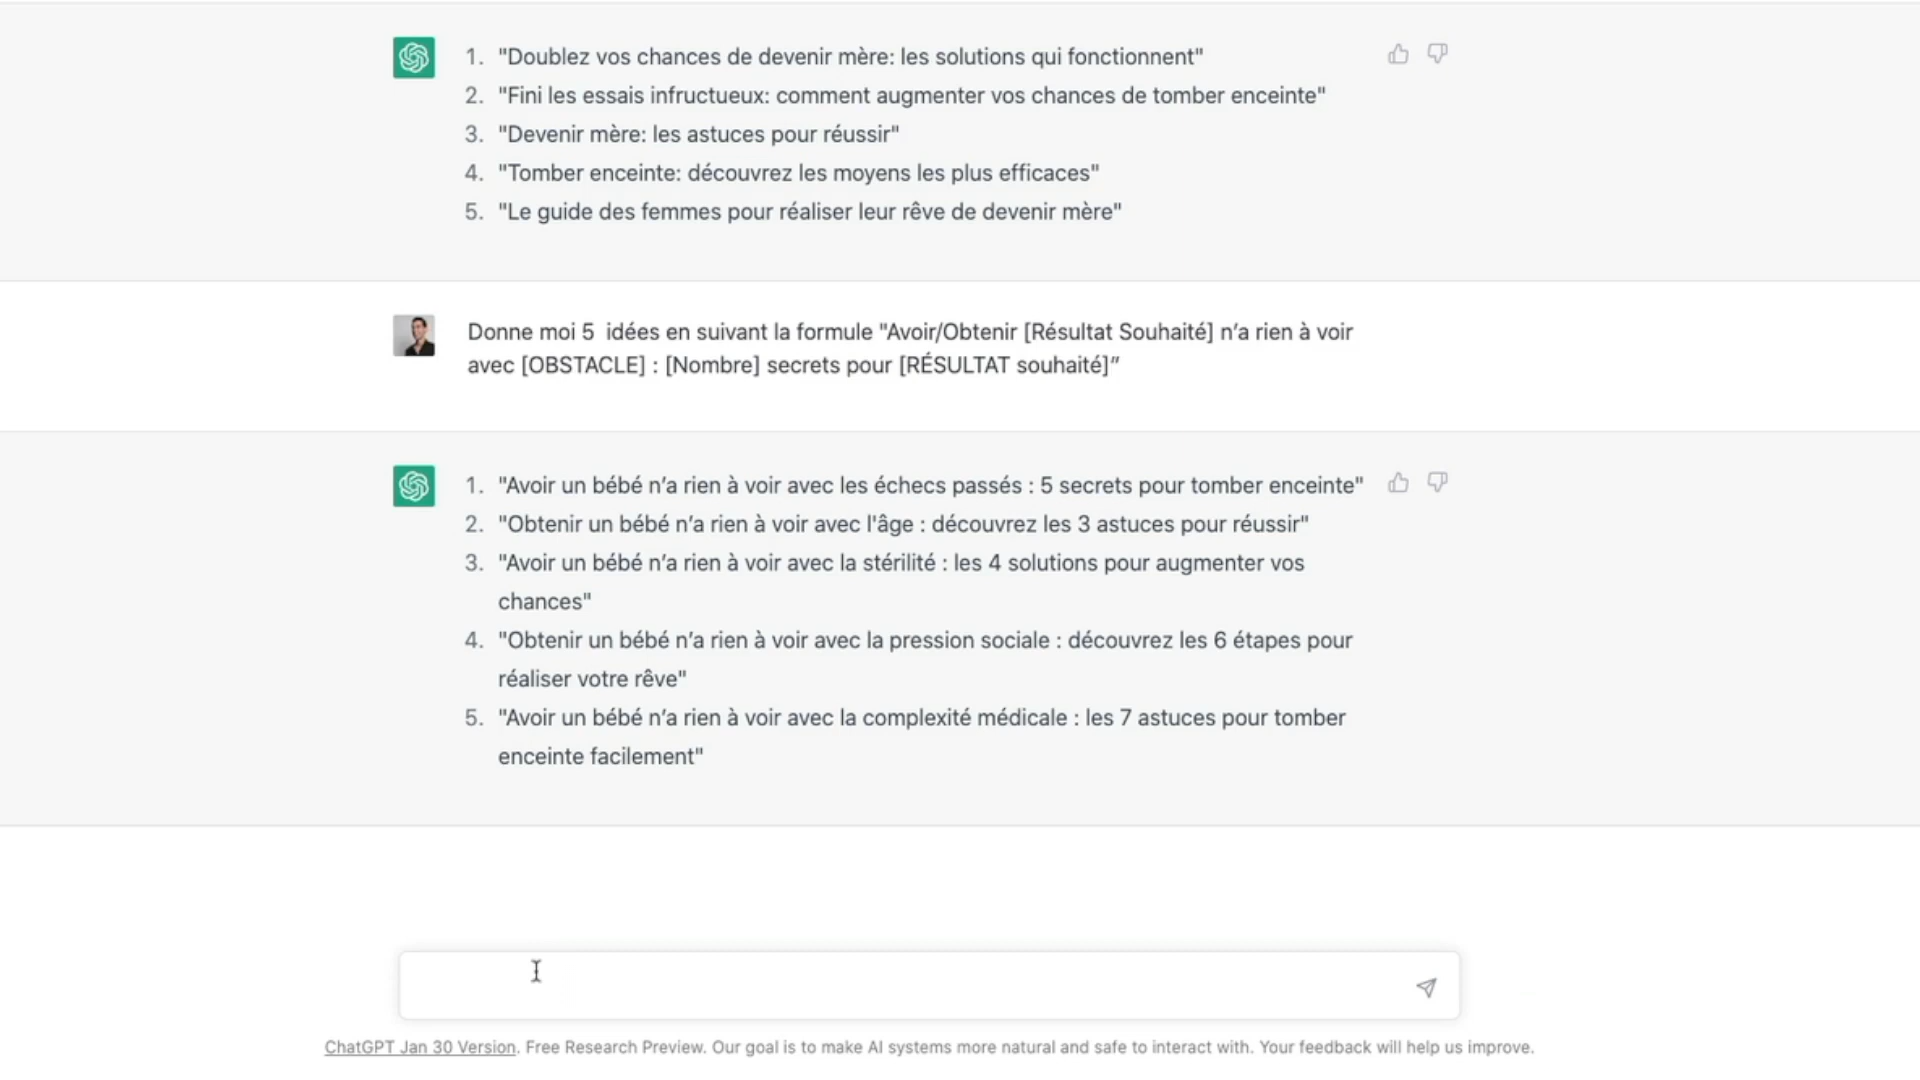 1. "Doublez vos chances de devenir mère: les solutions qui fonctionnent"
2. "Fini les essais infructueux: comment augmenter vos chances de tomber enceinte"
3. "Devenir mère: les astuces pour réussir"
4. "Tomber enceinte: découvrez les moyens les plus efficaces"
5. "Le guide des femmes pour réaliser leur rêve de devenir mère"
Donne moi 5  idées en suivant la formule "Avoir/Obtenir [Résultat Souhaité] n’a rien à voir
avec [OBSTACLE] : [Nombre] secrets pour [RÉSULTAT souhaité]”
1. "Avoir un bébé n’a rien à voir avec les échecs passés : 5 secrets pour tomber enceinte"
2. "Obtenir un bébé n’a rien à voir avec l'âge : découvrez les 3 astuces pour réussir"
3. "Avoir un bébé n’a rien à voir avec la stérilité : les 4 solutions pour augmenter vos
chances"
4. "Obtenir un bébé n’a rien à voir avec la pression sociale : découvrez les 6 étapes pour
réaliser votre rêve"
5. "Avoir un bébé n’a rien à voir avec la complexité médicale : les 7 astuces pour tomber
enceinte facilement"
ChatGPT Jan 30 Version. Free Research Preview. Our goal is to make AI systems more natural and safe to interact with. Your feedback will help us improve.